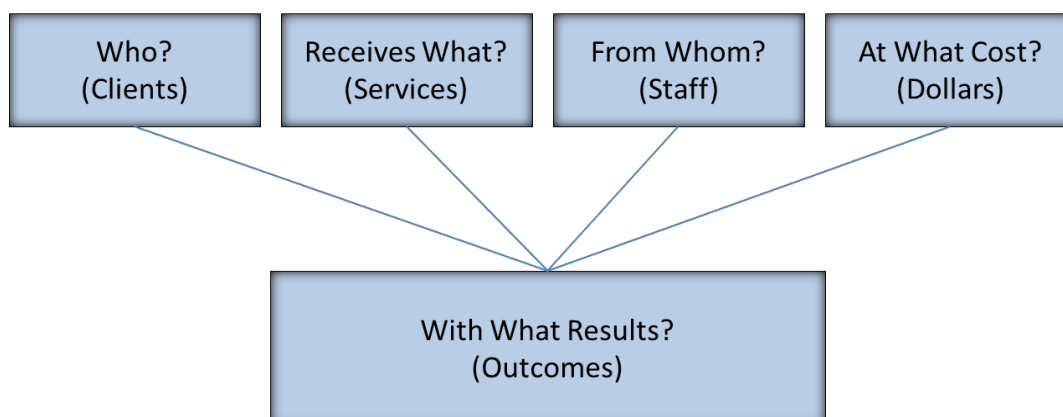 Who?
(Clients)
Receives What?
(Services)
From Whom?
(Staff)
At What Cost?
(Dollars)
With What Results?
(Outcomes)